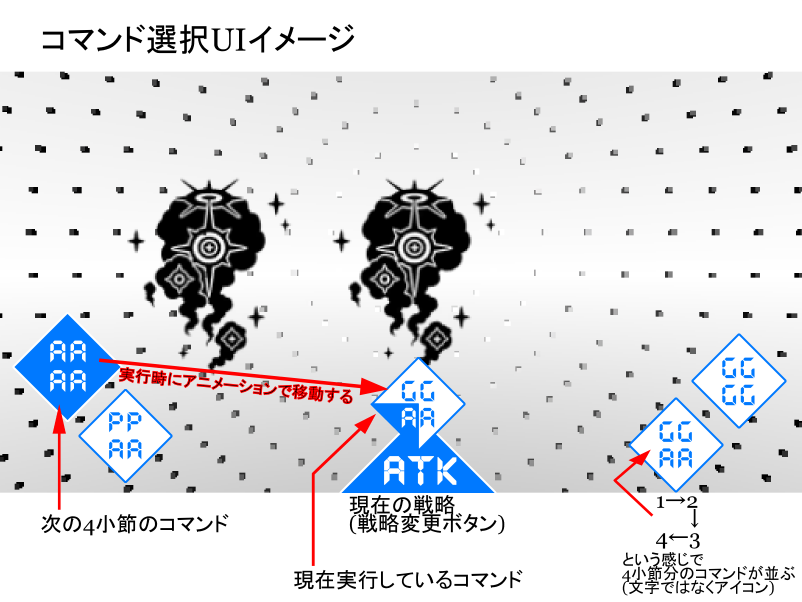 コマンド選択UIイメージ
AA
AA
実行時にアニメーションで移動する
PP
AA
GG
AA
ATK
GG
GG
GG
AA
次の4小節のコマンド
現在の戦略
(戦略変更ボタン)
現在実行しているコマンド
1→2
↓
4←3
という感じで
4小節分のコマンドが並ぶ
(文字ではなくアイコン)